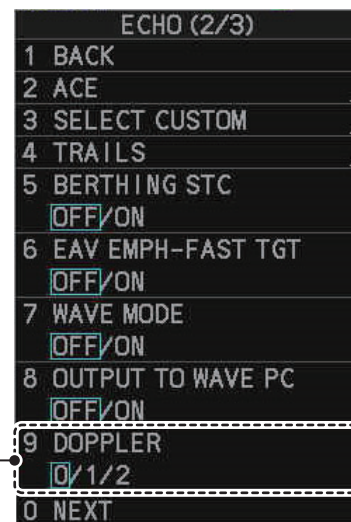 ECHO (2/3)
1 BACK
2 ACE
3 SELECT CUSTOM
4 TRAILS
5 BERTHING STC
OFF/ON
6 EAV EMPH-FAST TGT
OFF/ON
7 WAVE MODE
OFF/ON
8 OUTPUT TO WAVE PC
OFF/ON
9 DOPPLER
0/1/2
0 NEXT